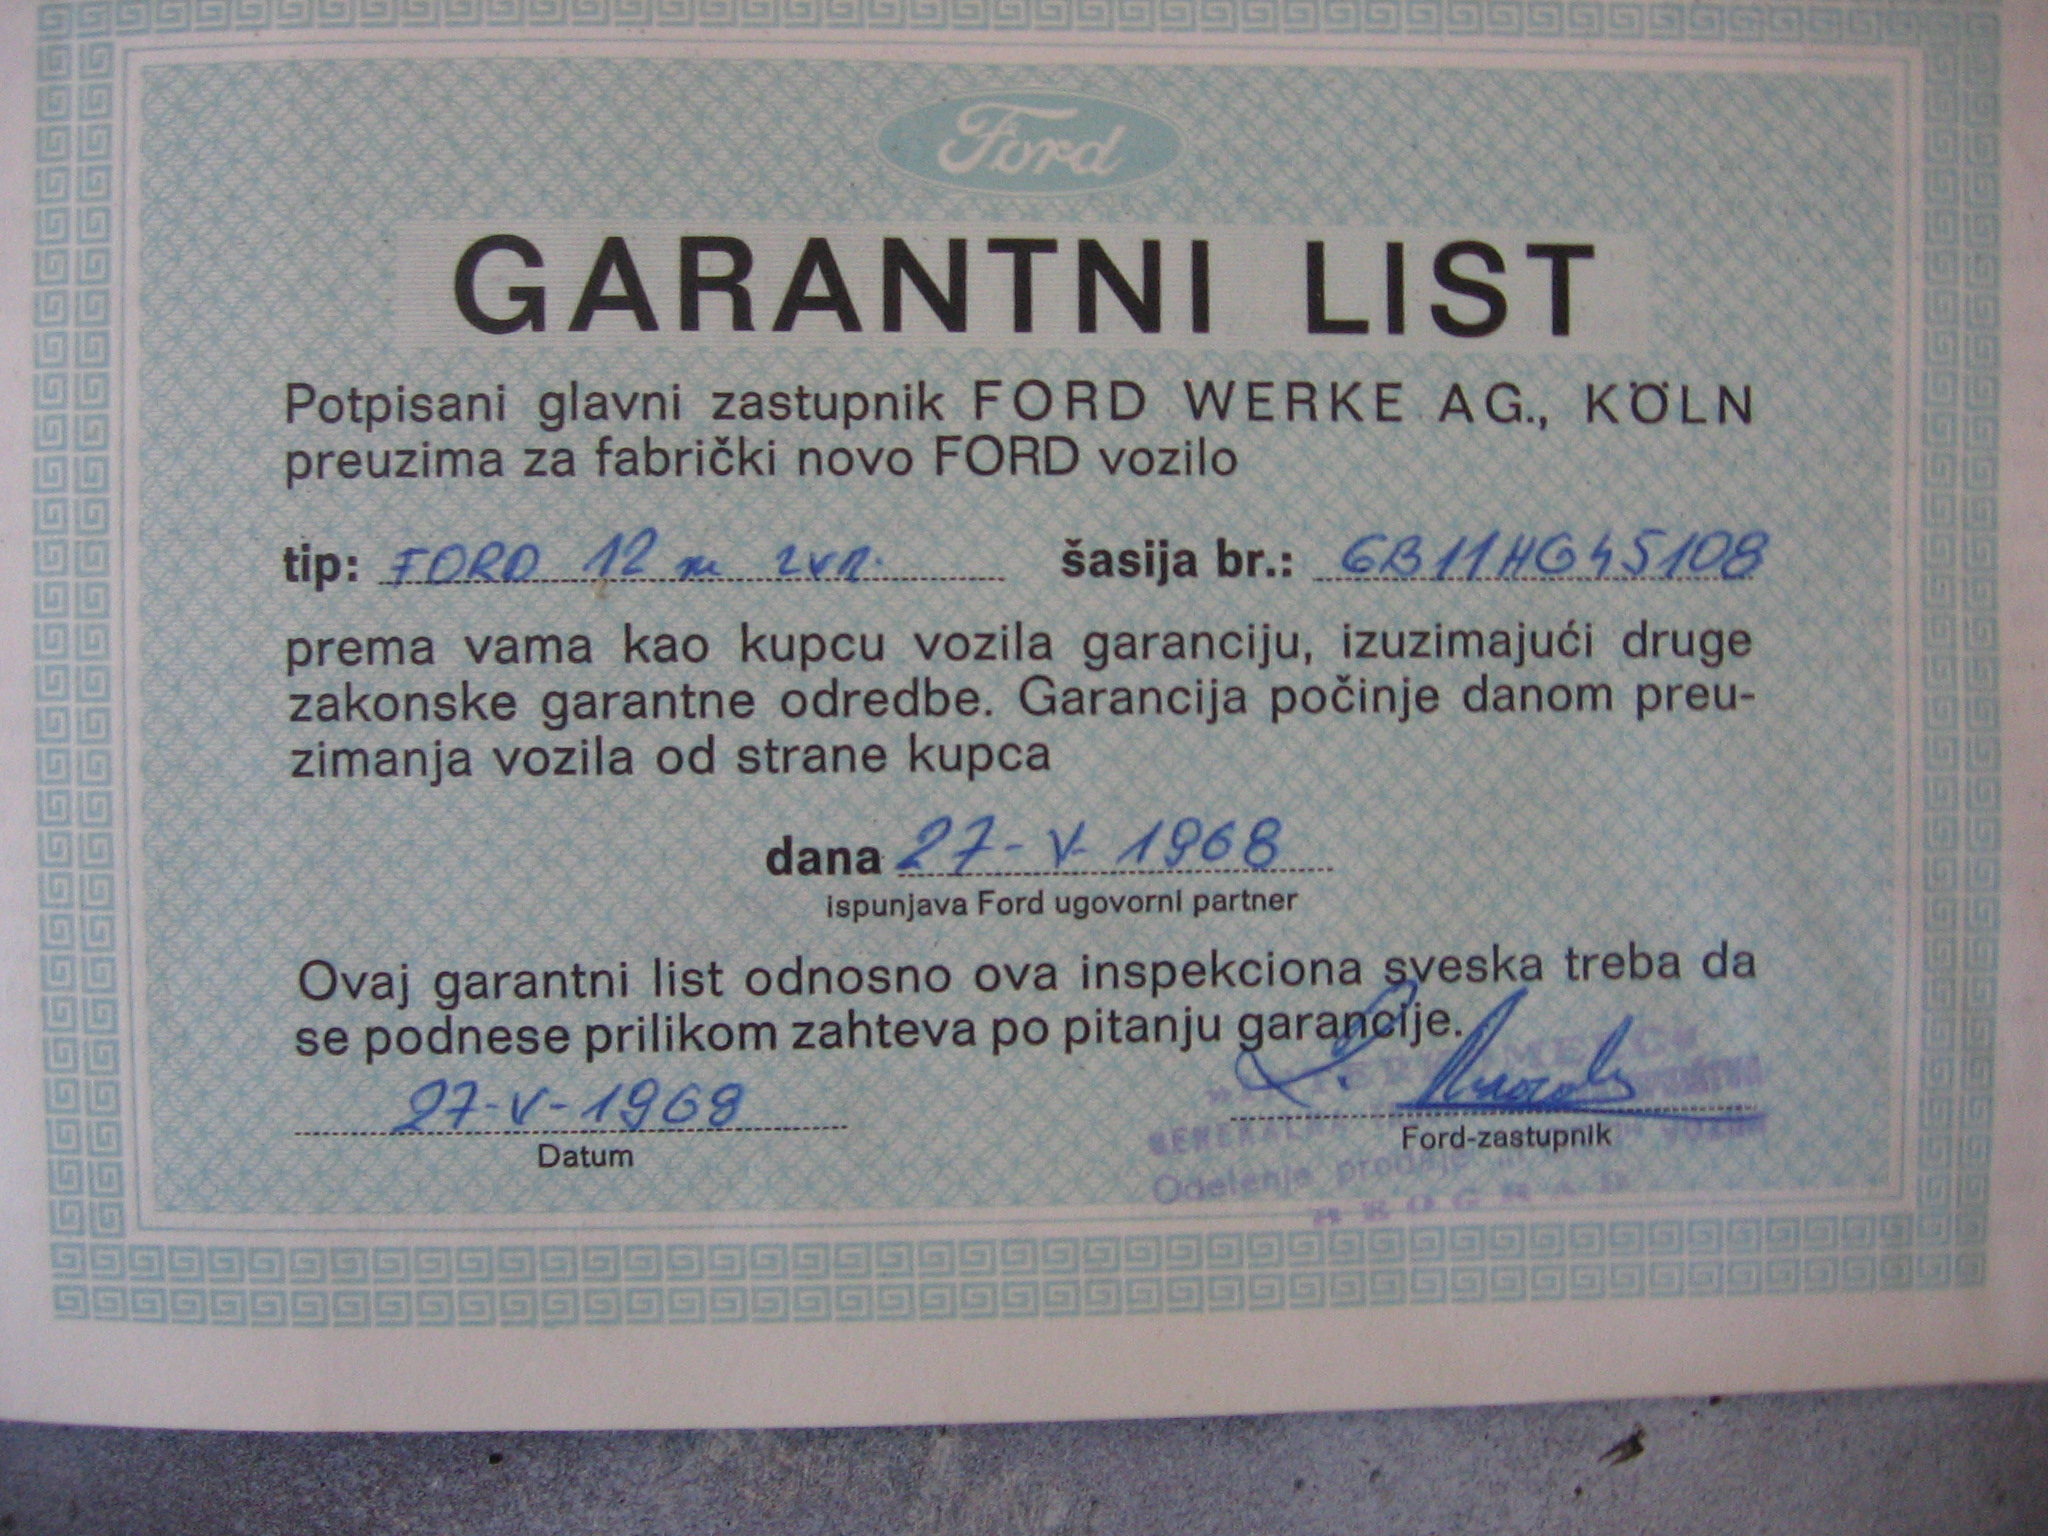 Ford
GARANTNI LIST
Potpisani glavni zastupnik FORD WERKE AG., KÖLN
preuzima za fabrički novo FORD vozilo
tip: FORD 12 m šasija br.: GB11HG45108
prema vama kao kupcu vozila garanciju, izuzimajući druge
zakonske garantne odredbe. Garancija počinje danom preu-
zimanja vozila od strane kupca
dana 27-V-1968
ispunjava Ford ugovorni partner
Ovaj garantni list odnosno ova inspekciona sveska treba da
se podnese prilikom zahteva po pitanju garancije.
27-V-1968
Datum
Ford-zastupnik
Odelenje prodaje
BEOGRAD